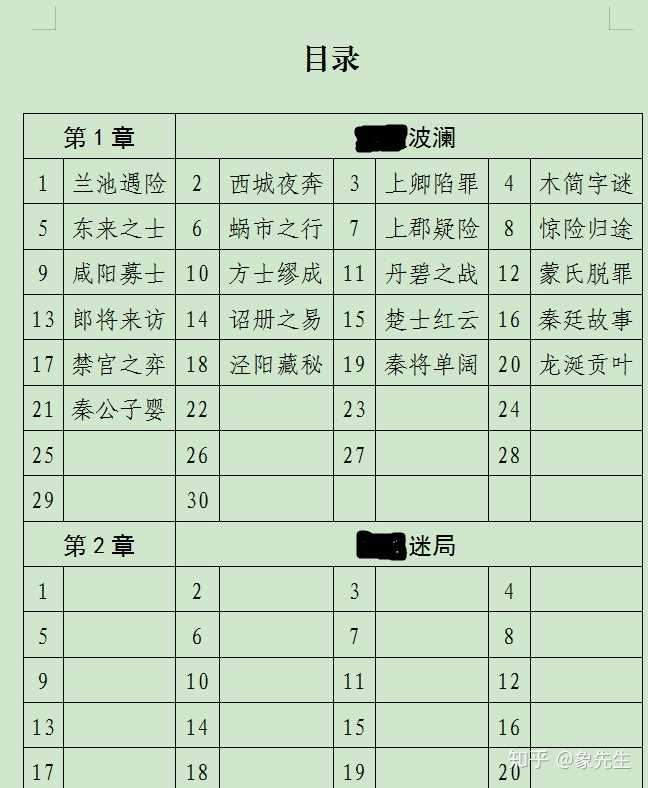 目录
第1章 波澜
1 兰池遇险 2 西城夜奔 3 上卿陷罪 4 木简字谜
5 东来之士 6 蜗市之行 7 上郡疑险 8 惊险归途
9 咸阳募士 10 方士缪成 11 丹碧之战 12 蒙氏脱罪
13 郎将来访 14 诏册之易 15 楚士红云 16 秦廷故事
17 禁宫之弈 18 泾阳藏秘 19 秦将单阔 20 龙涎贡叶
21 秦公子婴 22 23 24
25 26 27 28
29 30
第2章 迷局
1 2 3 4
5 6 7 8
9 10 11 12
13 14 15 16
17 18 19 20
知乎 @象先生